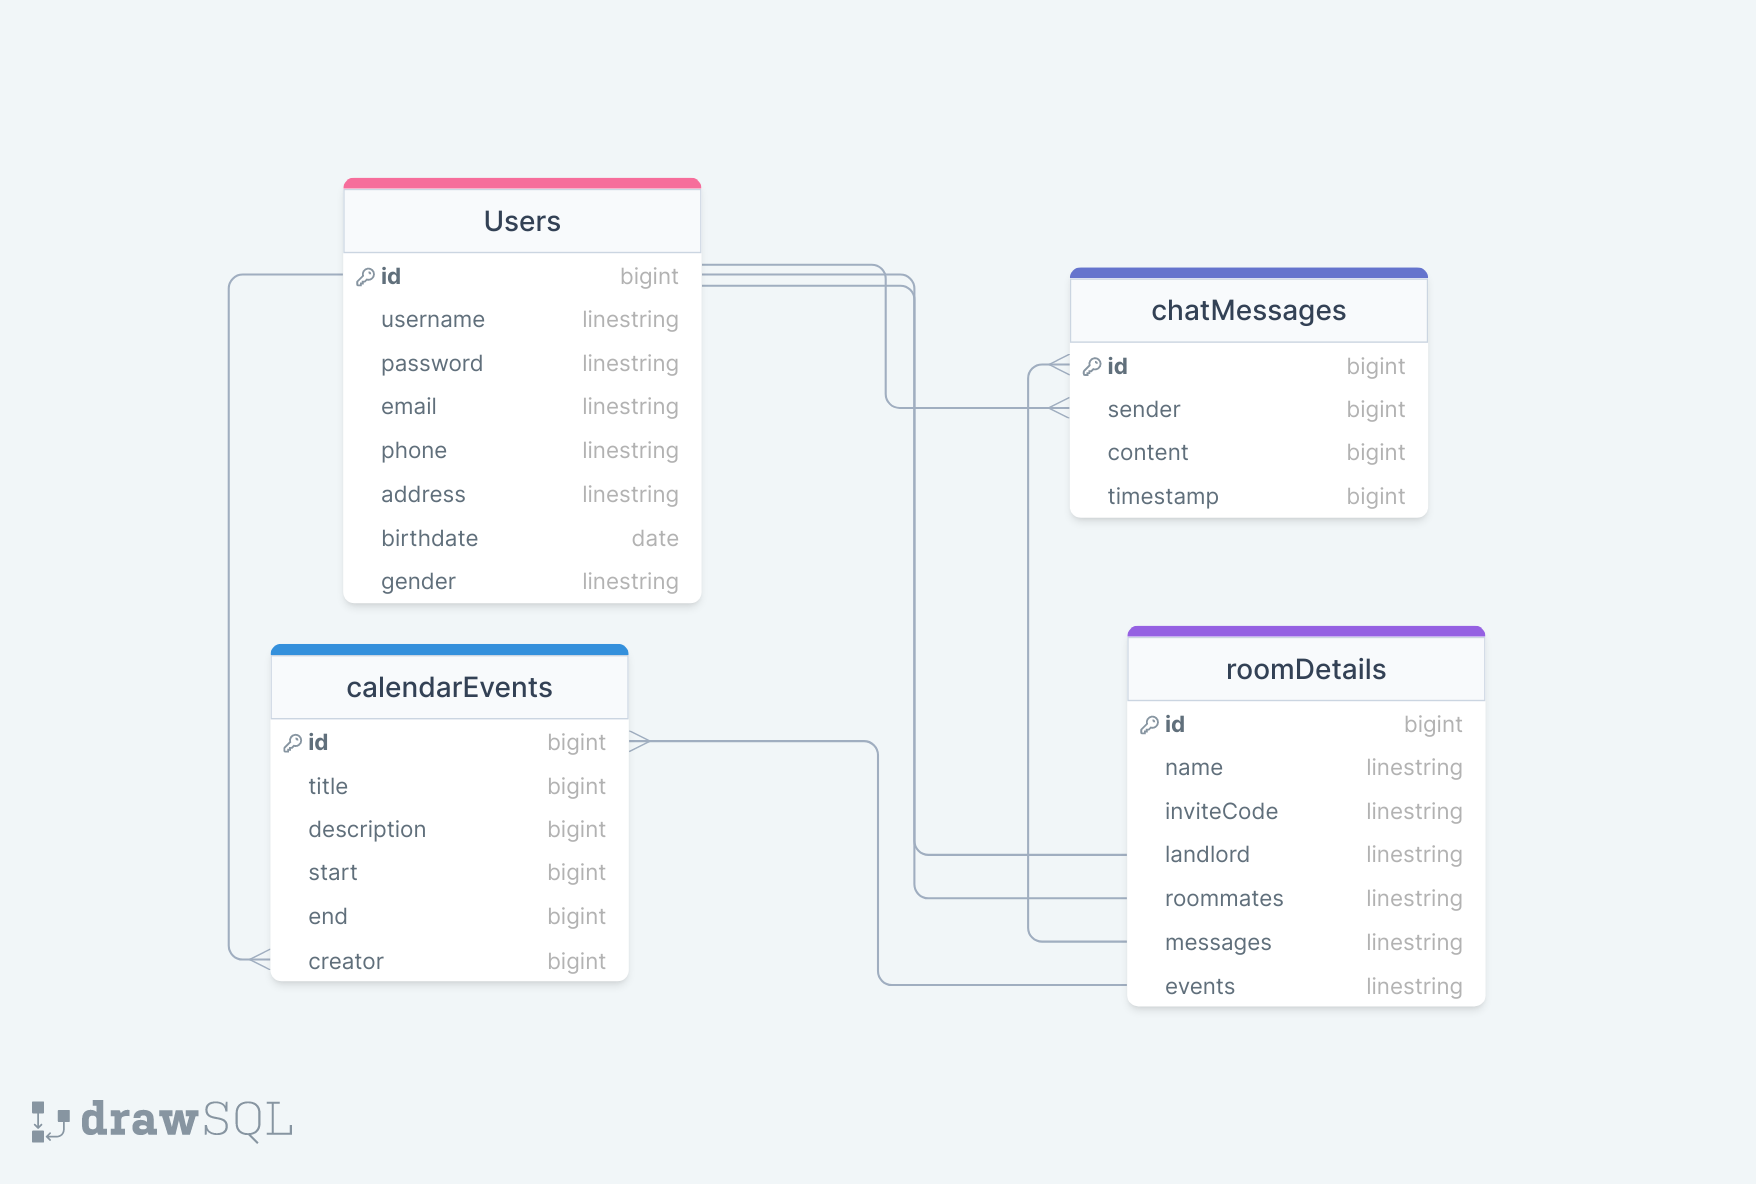 Users
id bigint
username linestring
password linestring
email linestring
phone linestring
address linestring
birthdate date
gender linestring
chatMessages
id bigint
sender bigint
content bigint
timestamp bigint
calendarEvents
id bigint
title bigint
description bigint
start bigint
end bigint
creator bigint
roomDetails
id bigint
name linestring
inviteCode linestring
landlord linestring
roommates linestring
messages linestring
events linestring
drawSQL